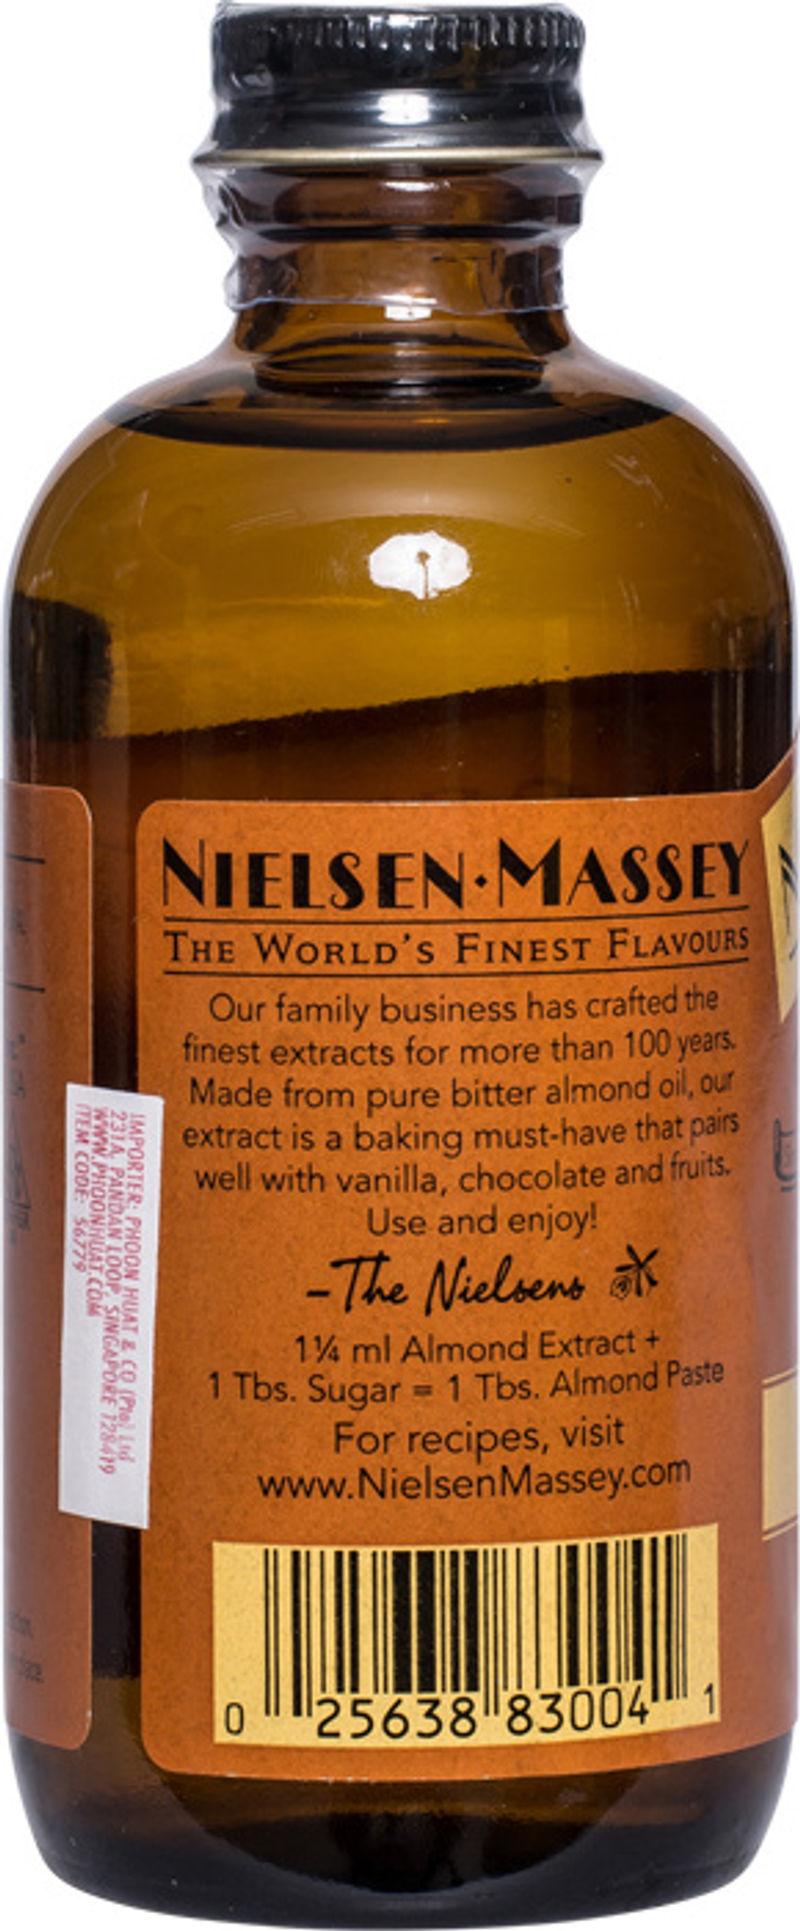 NIELSEN·MASSEY
THE WORLD'S FINEST FLAVOURS
Our family business has crafted the
finest extracts for more than 100 years.
Made from pure bitter almond oil, our
extract is a baking must-have that pairs
well with vanilla, chocolate and fruits.
Use and enjoy!
–The Nielsens
1¼ ml Almond Extract +
1 Tbs. Sugar = 1 Tbs. Almond Paste
For recipes, visit
www.NielsenMassey.com
0 25638 83004 1
IMPORTER: PHOON HUAT & CO (Pte) Ltd
231A, PANDAN LOOP, SINGAPORE 128419
WWW.PHOONHUAT.COM
ITEM CODE: 56779